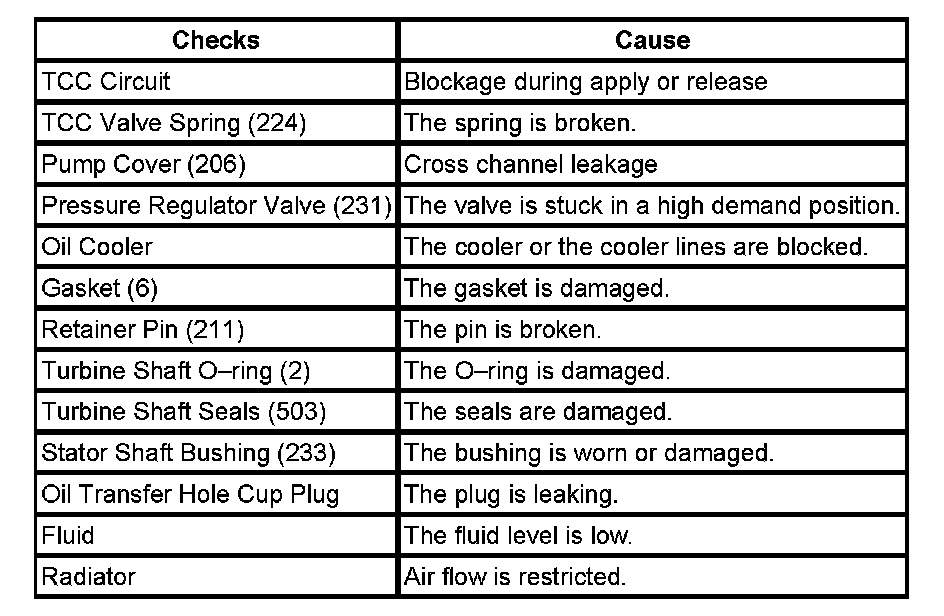 Checks Cause
TCC Circuit Blockage during apply or release
TCC Valve Spring (224) The spring is broken.
Pump Cover (206) Cross channel leakage
Pressure Regulator Valve (231) The valve is stuck in a high demand position.
Oil Cooler The cooler or the cooler lines are blocked.
Gasket (6) The gasket is damaged.
Retainer Pin (211) The pin is broken.
Turbine Shaft O–ring (2) The O–ring is damaged.
Turbine Shaft Seals (503) The seals are damaged.
Stator Shaft Bushing (233) The bushing is worn or damaged.
Oil Transfer Hole Cup Plug The plug is leaking.
Fluid The fluid level is low.
Radiator Air flow is restricted.